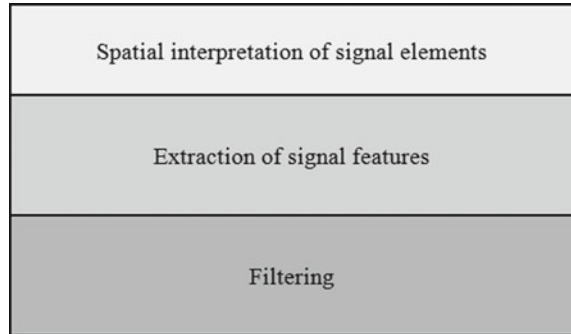 Spatial interpretation of signal elements
Extraction of signal features
Filtering